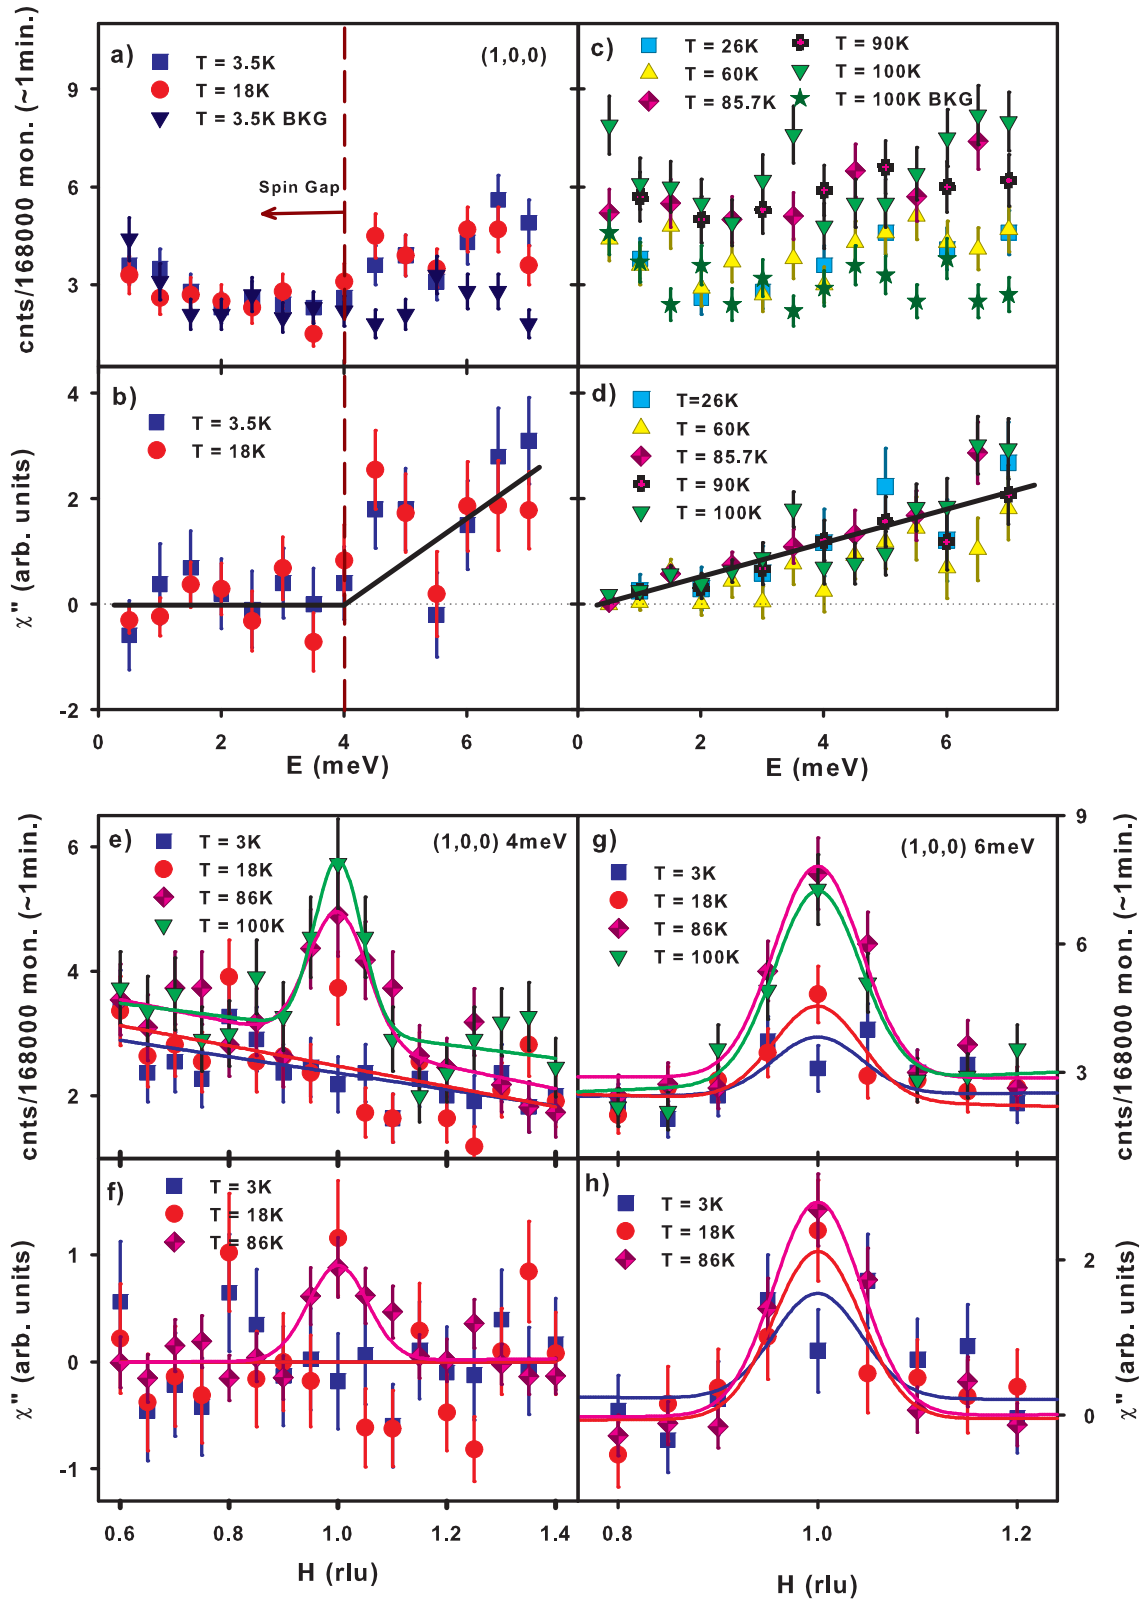 a)
T = 3.5K
T = 18K
T = 3.5K BKG
(1,0,0)
Spin Gap
c)
T = 26K
T = 60K
T = 85.7K
T = 90K
T = 100K
T = 100K BKG
cnts/168000 mon. (~1min.)
9
6
3
b)
T = 3.5K
T = 18K
d)
T=26K
T = 60K
T = 85.7K
T = 90K
T = 100K
χ" (arb. units)
4
2
0
-2
0 2 4 6
E (meV)
0 2 4 6
E (meV)
e)
T = 3K
T = 18K
T = 86K
T = 100K
(1,0,0) 4meV
cnts/168000 mon. (~1min.)
6
4
2
g)
T = 3K
T = 18K
T = 86K
T = 100K
(1,0,0) 6meV
9
6
3
cnts/168000 mon. (~1min.)
f)
T = 3K
T = 18K
T = 86K
χ" (arb. units)
1
0
-1
h)
T = 3K
T = 18K
T = 86K
2
0
χ" (arb. units)
0.6 0.8 1.0 1.2 1.4
H (rlu)
0.8 1.0 1.2
H (rlu)